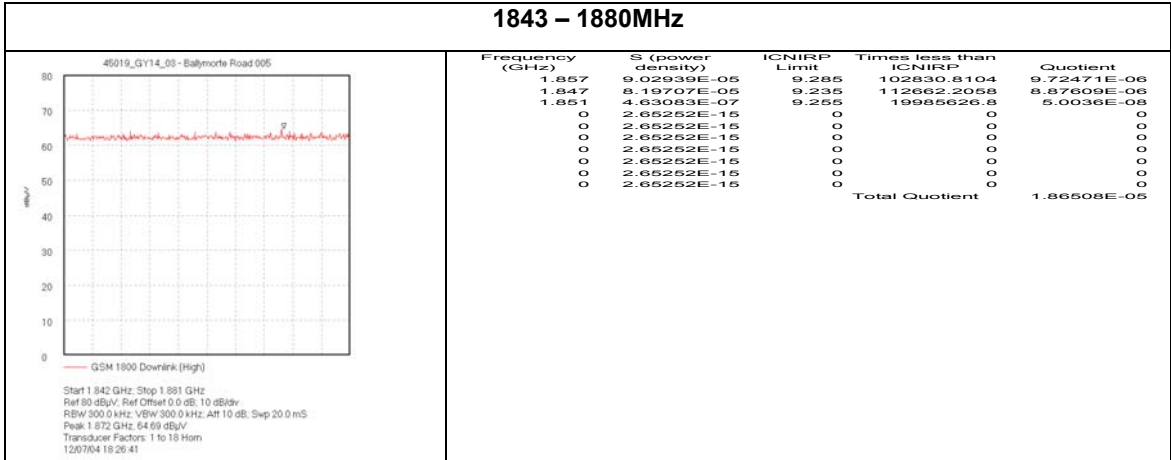 1843 – 1880MHz
45019_GY14_03 - Ballymorte Road 005
80
70
60
50
dBµV
40
30
20
10
0
GSM 1800 Downlink (High)
Start 1.842 GHz; Stop 1.881 GHz
Ref 80 dBµV; Ref Offset 0.0 dB; 10 dB/div
RBW 300.0 kHz; VBW 300.0 kHz; Att 10 dB; Swp 20.0 mS
Peak 1.872 GHz, 64.69 dBµV
Transducer Factors: 1 to 18 Horn
12/07/04 18:26:41
Frequency (GHz) S (power density) ICNIRP Limit Times less than ICNIRP Quotient
1.857 9.02939E-05 9.285 102830.8104 9.72471E-06
1.847 8.19707E-05 9.235 112662.2058 8.87609E-06
1.851 4.63083E-07 9.255 19985626.8 5.0036E-08
0 2.65252E-15 0 0 0
0 2.65252E-15 0 0 0
0 2.65252E-15 0 0 0
0 2.65252E-15 0 0 0
0 2.65252E-15 0 0 0
0 2.65252E-15 0 0 0
0 2.65252E-15 0 0 0
Total Quotient 1.86508E-05